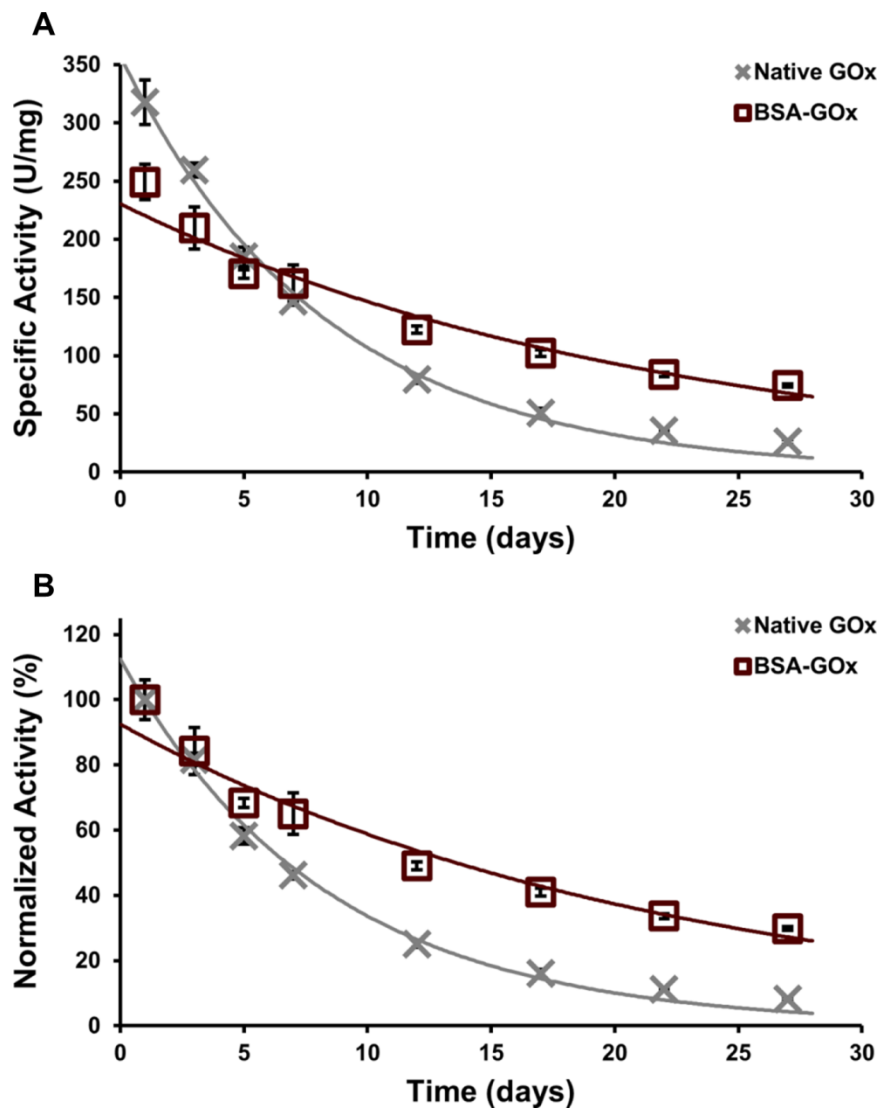 A
Specific Activity (U/mg)
350
300
250
200
150
100
50
0
Native GOx
BSA-GOx
0 5 10 15 20 25 30
Time (days)
B
Normalized Activity (%)
120
100
80
60
40
20
0
Native GOx
BSA-GOx
0 5 10 15 20 25 30
Time (days)